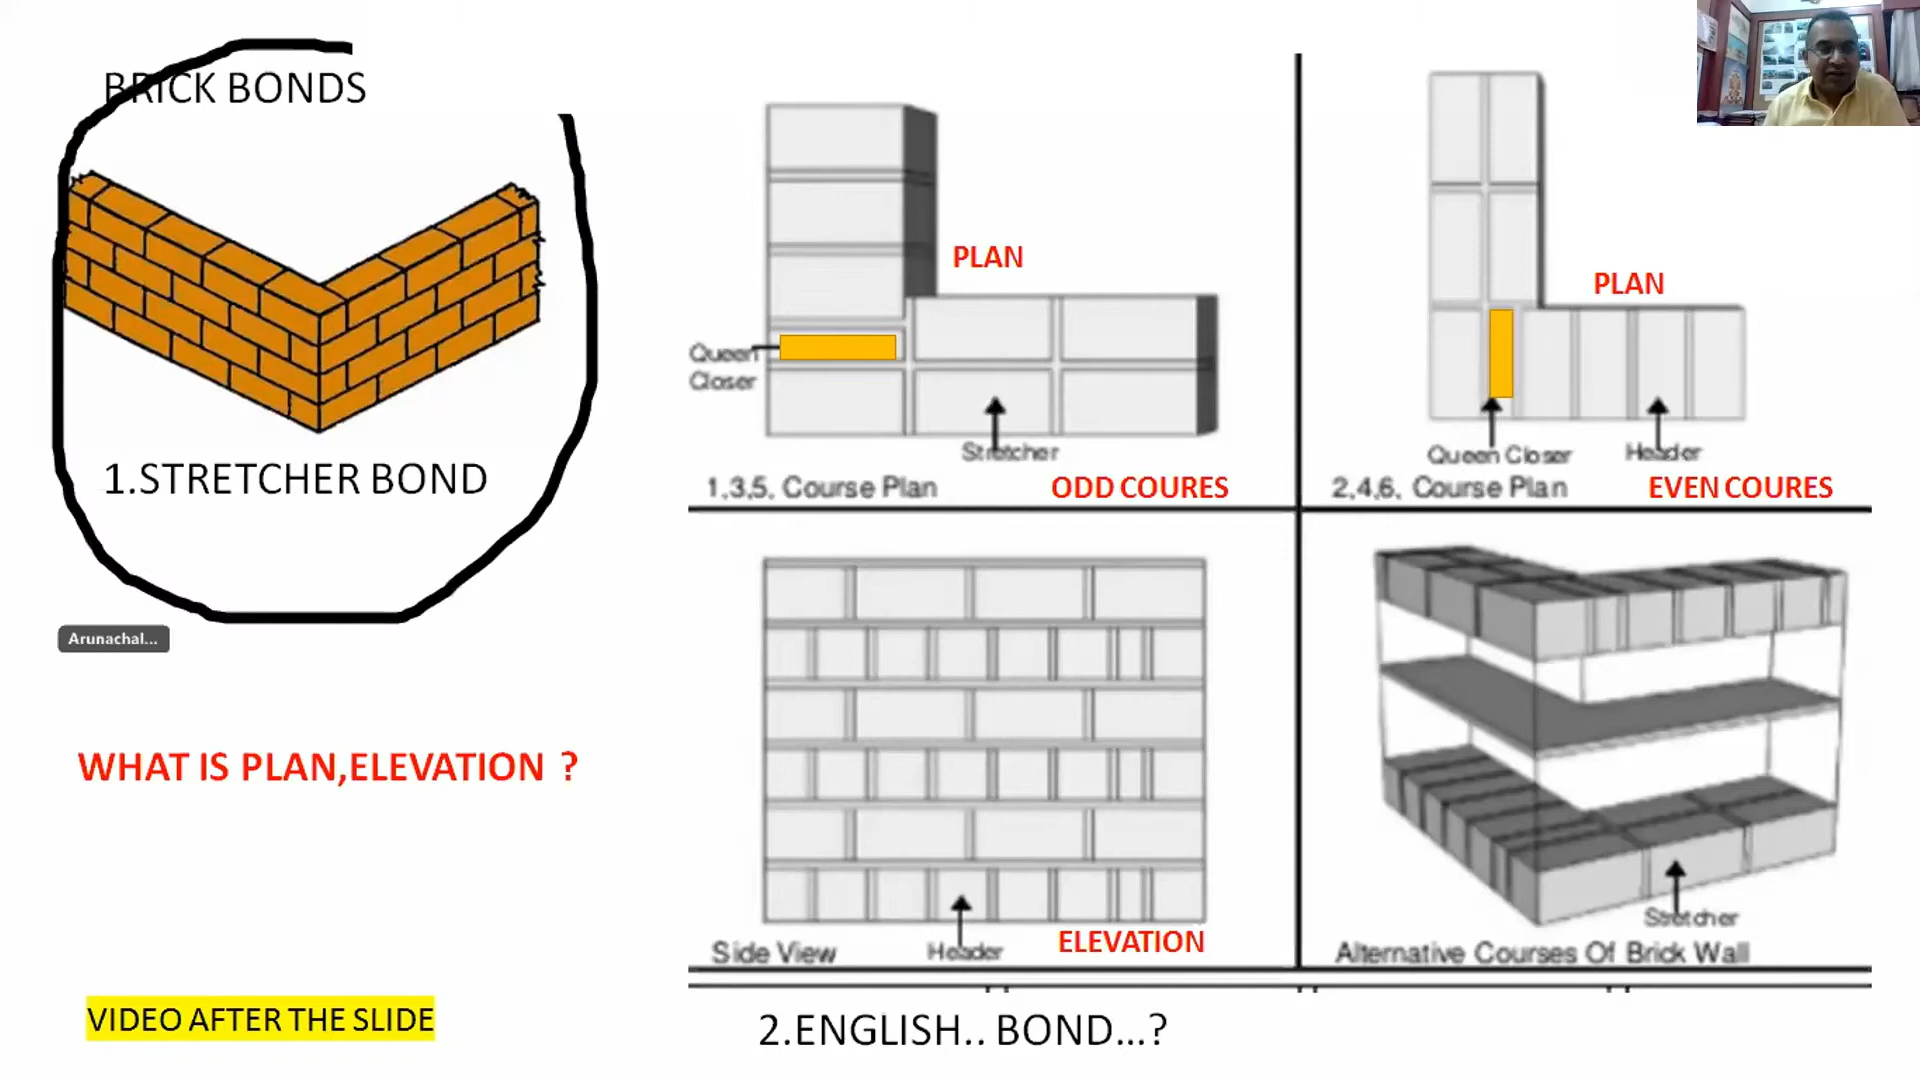 BRICK BONDS
1.STRETCHER BOND
Arunachal...
WHAT IS PLAN,ELEVATION ?
VIDEO AFTER THE SLIDE
PLAN
Queen
Closer
Stretcher
1,3,5, Course Plan
ODD COURES
PLAN
Queen Closer
Header
2,4,6, Course Plan
EVEN COURES
Side View
Header
ELEVATION
Stretcher
Alternative Courses Of Brick Wall
2.ENGLISH.. BOND...?